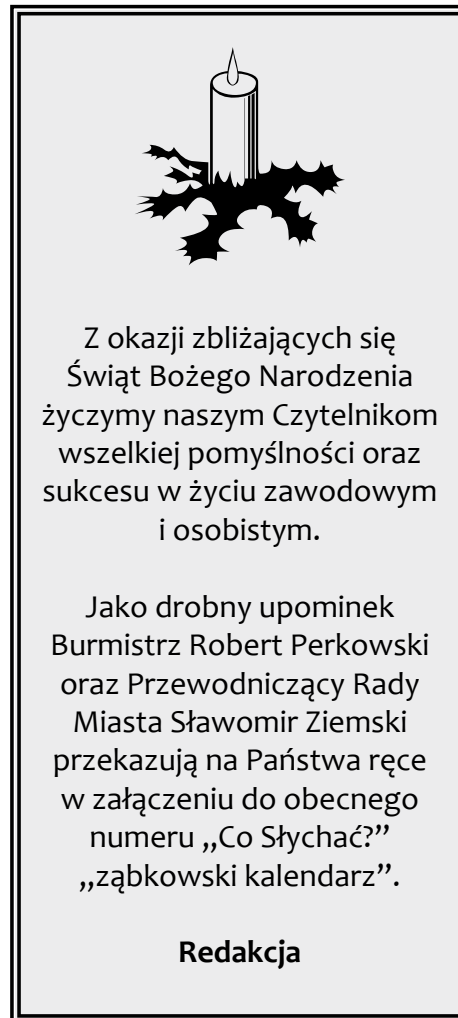 Z okazji zbliżających się
Świąt Bożego Narodzenia
życzymy naszym Czytelnikom
wszelkiej pomyślności oraz
sukcesu w życiu zawodowym
i osobistym.
Jako drobny upominek
Burmistrz Robert Perkowski
oraz Przewodniczący Rady
Miasta Sławomir Ziemski
przekazują na Państwa ręce
w załączeniu do obecnego
numeru „Co Słychać?”
„ząbkowski kalendarz”.
Redakcja